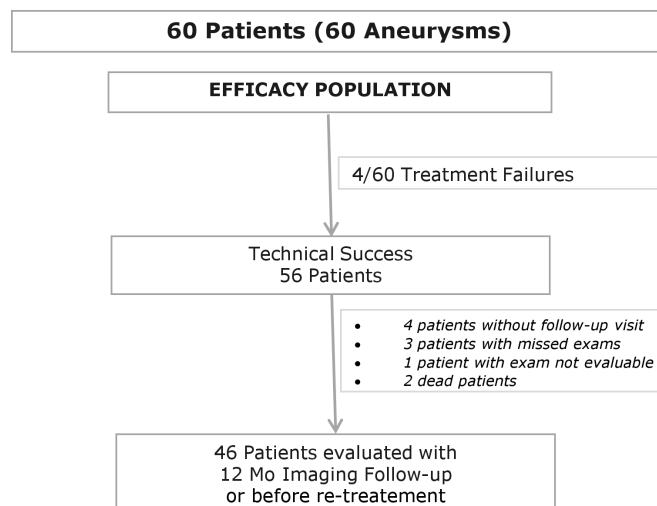 60 Patients (60 Aneurysms)
EFFICACY POPULATION
4/60 Treatment Failures
Technical Success
56 Patients
• 4 patients without follow-up visit
• 3 patients with missed exams
• 1 patient with exam not evaluable
• 2 dead patients
46 Patients evaluated with
12 Mo Imaging Follow-up
or before re-treatement